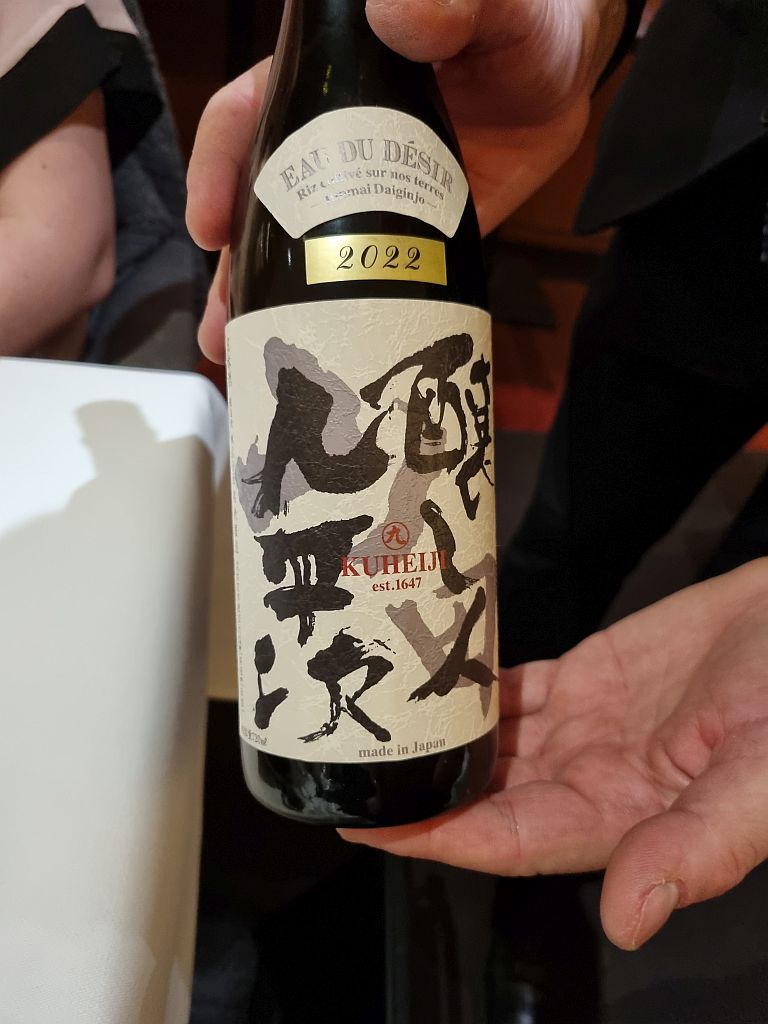 EAU DU DÉSIR
Riz cultivé sur nos terres
Junmai Daiginjo
2022
醸し人
九平次
九
KUHEIJI
est.1647
made in Japan